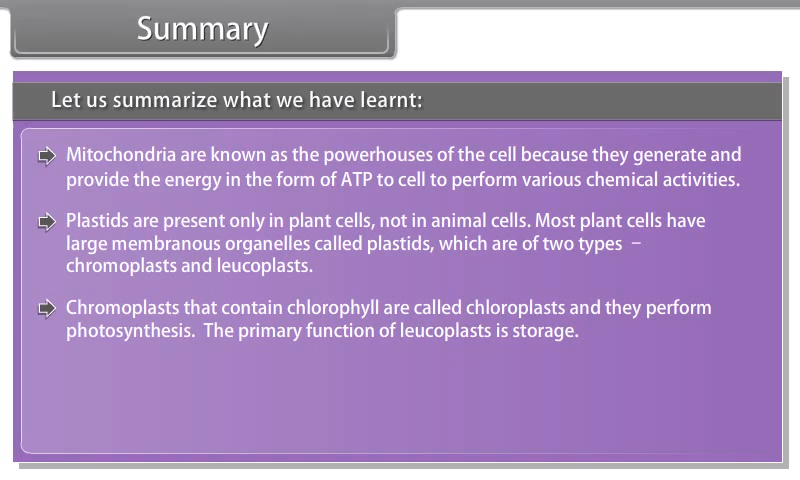 Summary
Let us summarize what we have learnt:
Mitochondria are known as the powerhouses of the cell because they generate and
provide the energy in the form of ATP to cell to perform various chemical activities.
Plastids are present only in plant cells, not in animal cells. Most plant cells have
large membranous organelles called plastids, which are of two types –
chromoplasts and leucoplasts.
Chromoplasts that contain chlorophyll are called chloroplasts and they perform
photosynthesis. The primary function of leucoplasts is storage.